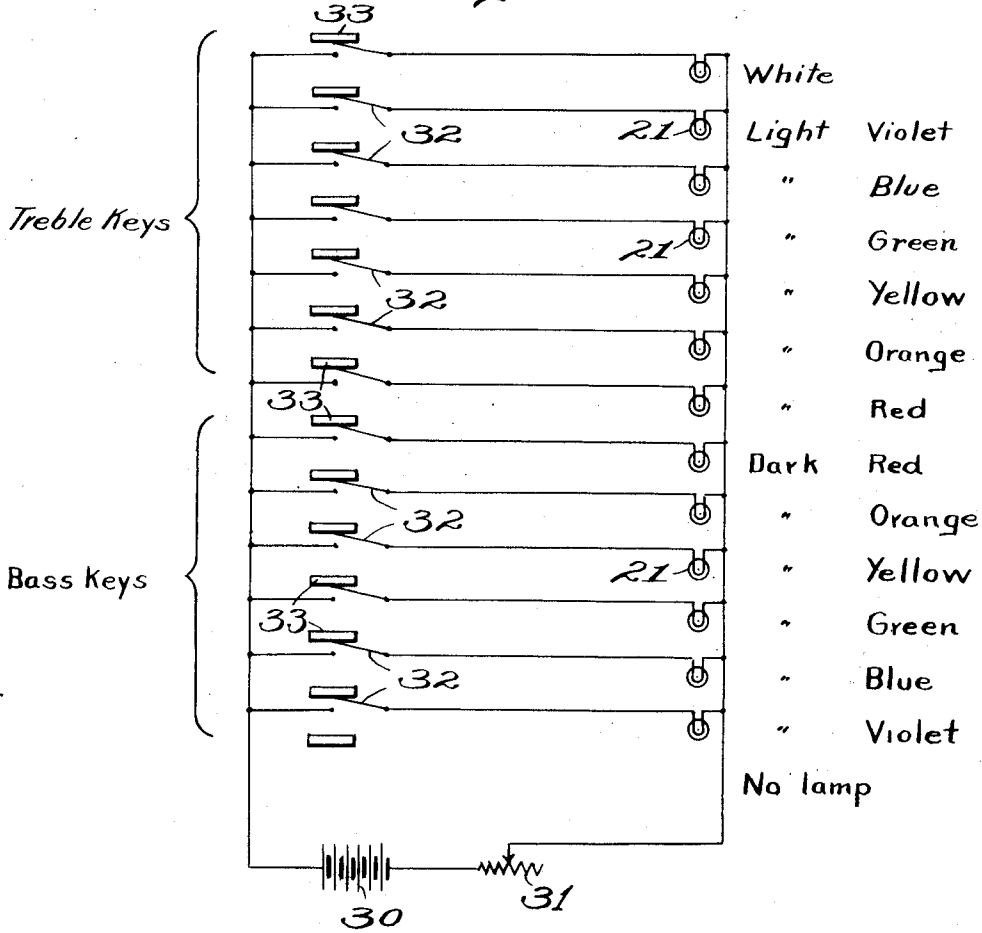 33
White
32
21
Light Violet
" Blue
Treble Keys
21
" Green
32
" Yellow
" Orange
33
" Red
Dark Red
32
" Orange
Bass Keys
21
" Yellow
33
" Green
32
" Blue
" Violet
No lamp
30
31